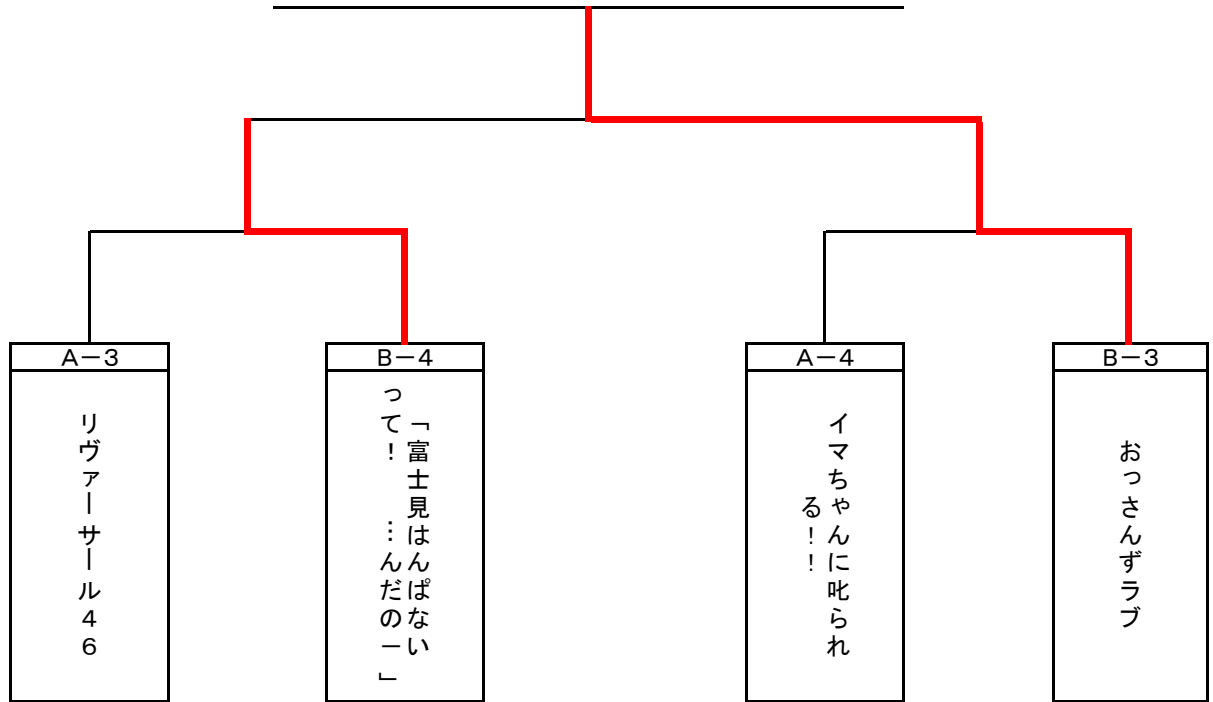 A－3
リヴァーサール46
B－4
「富士見はんぱない
って！　…んだのー」
A－4
イマちゃんに叱られ
る！！
B－3
おっさんずラブ